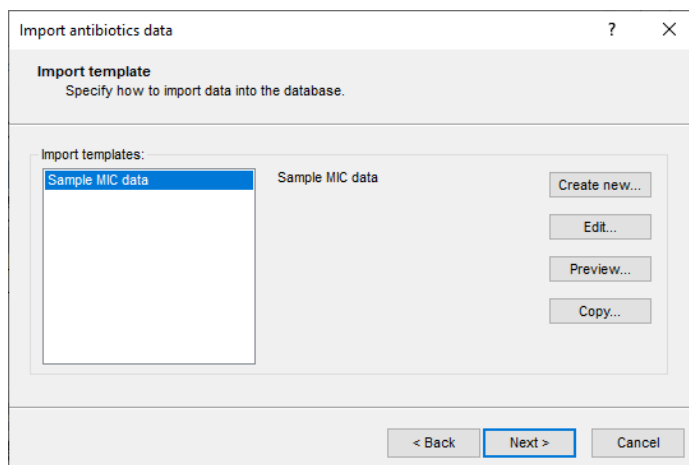 Import antibiotics data
?
Import template
Specify how to import data into the database.
Import templates:
Sample MIC data
Sample MIC data
Create new...
Edit...
Preview...
Copy...
< Back
Next >
Cancel